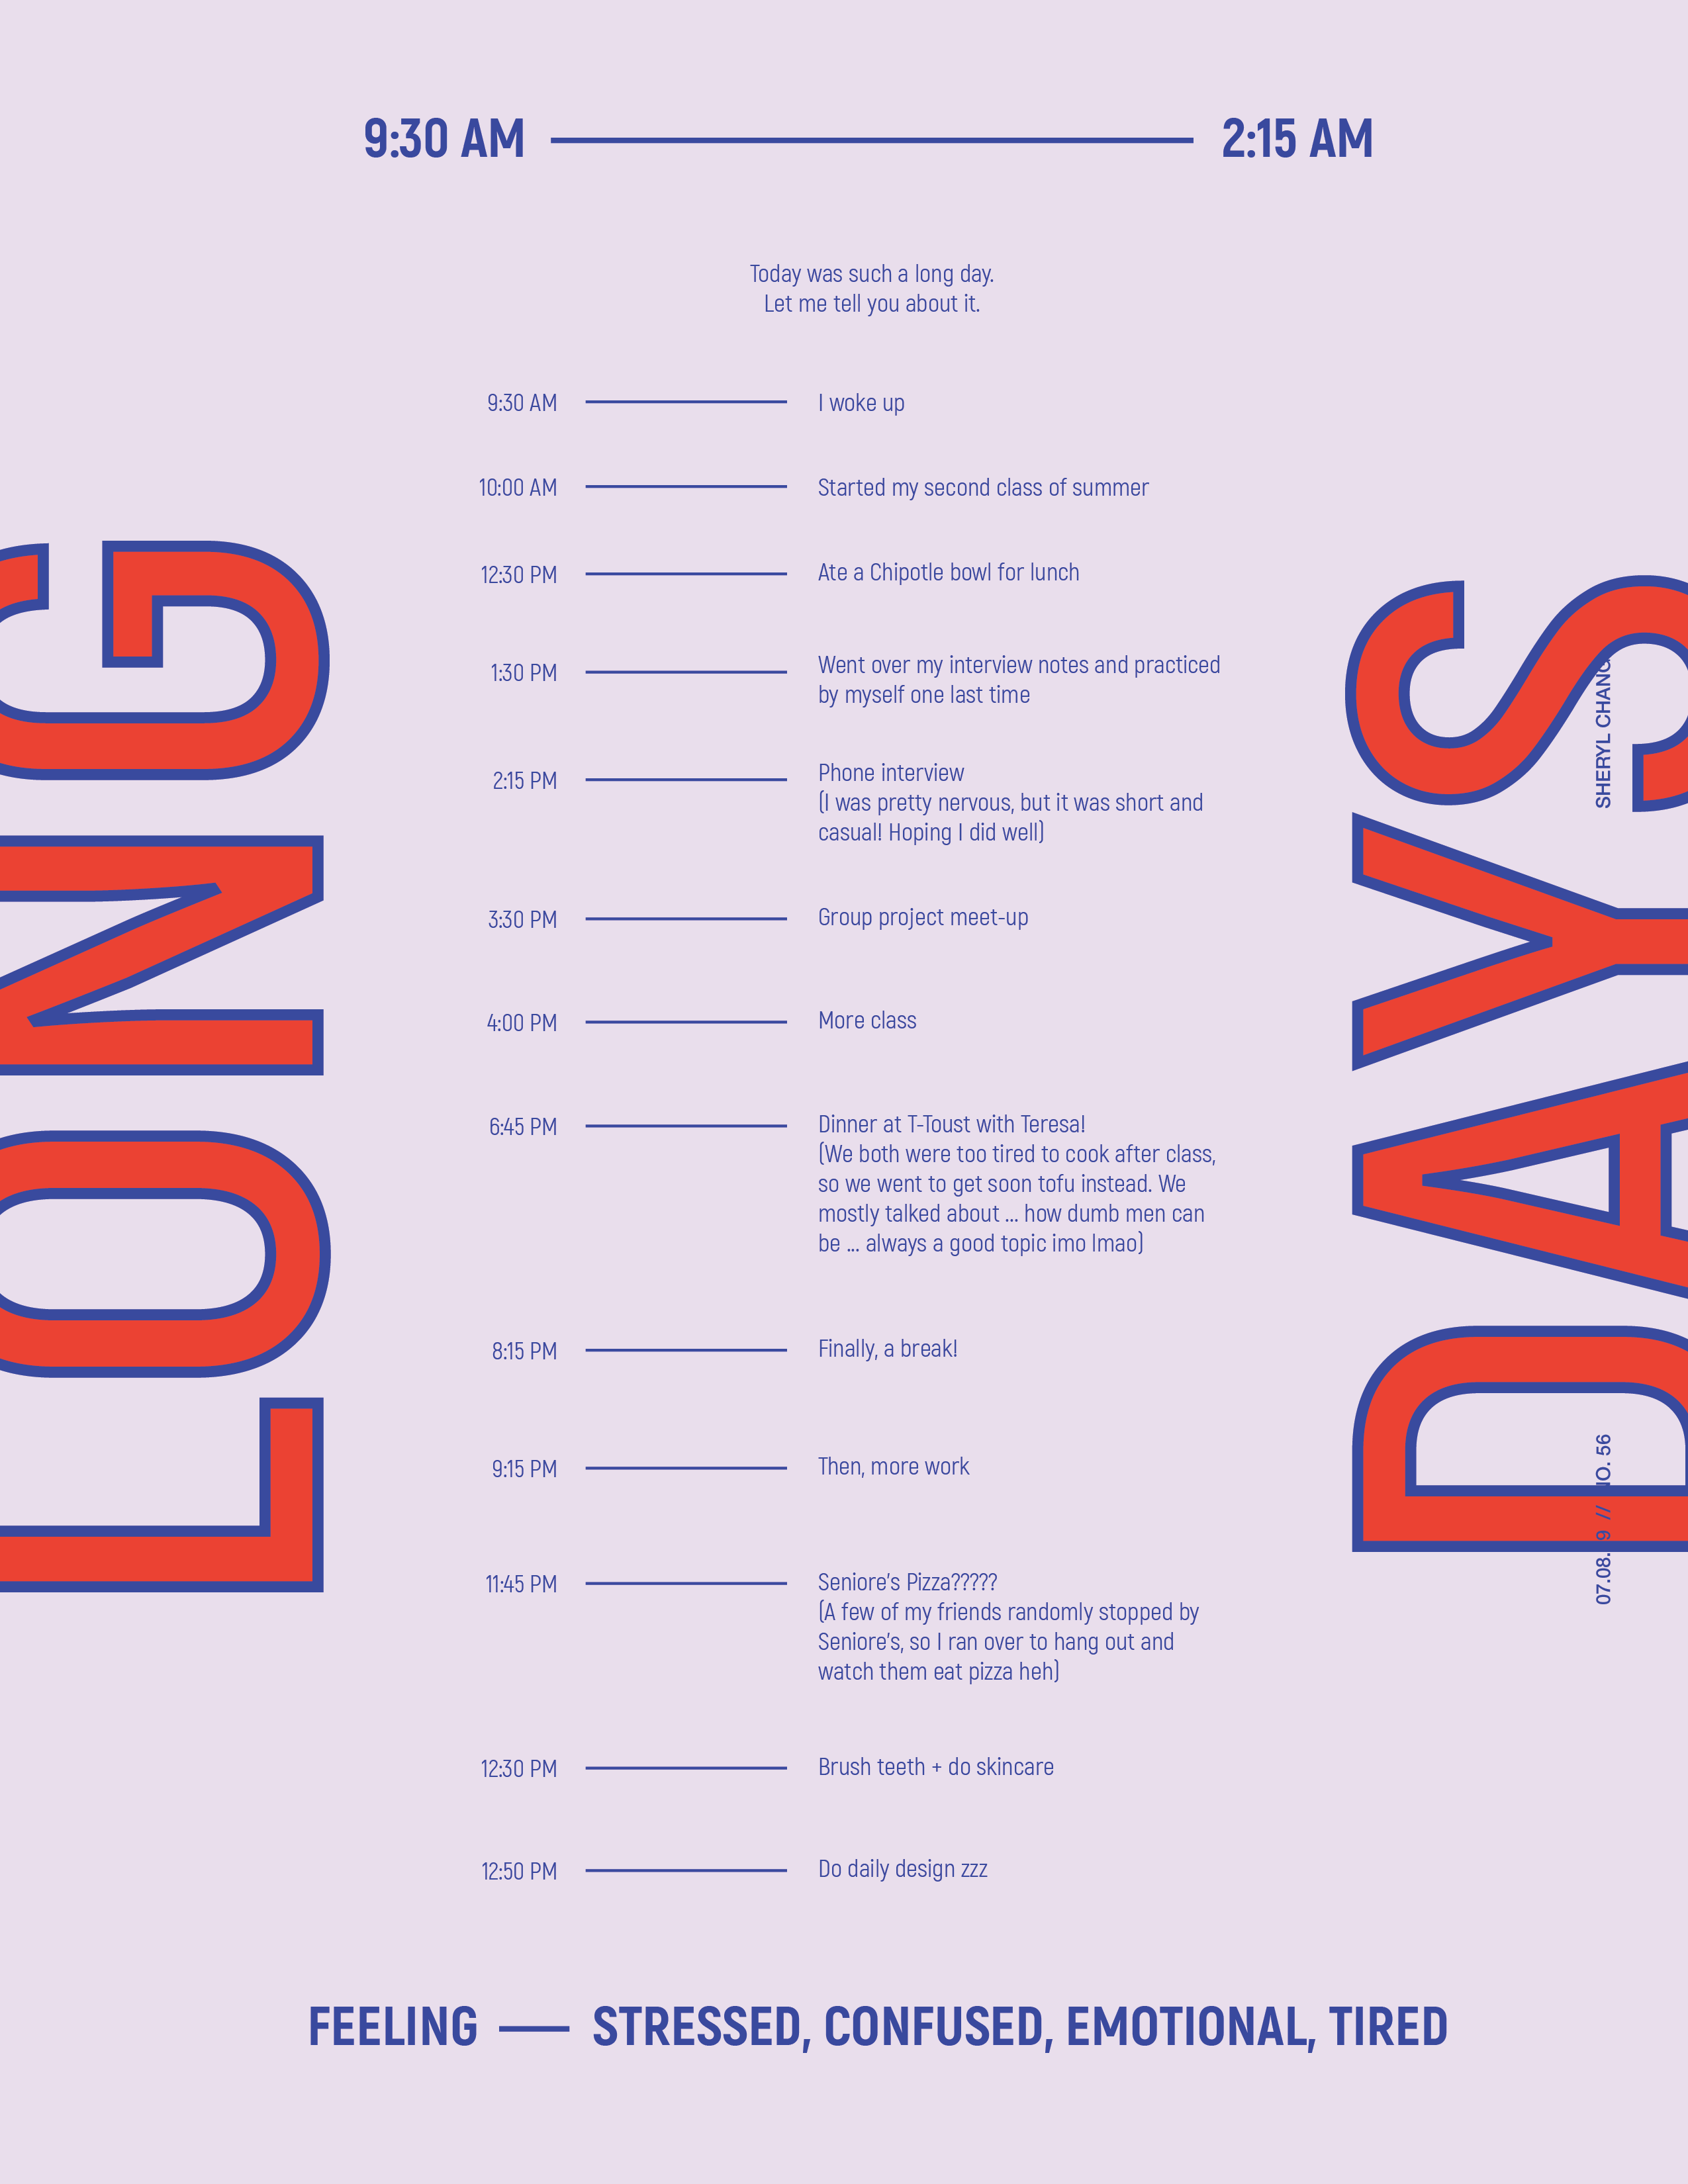 9:30 AM — 2:15 AM
Today was such a long day.
Let me tell you about it.
9:30 AM — I woke up
10:00 AM — Started my second class of summer
12:30 PM — Ate a Chipotle bowl for lunch
1:30 PM — Went over my interview notes and practiced
by myself one last time
2:15 PM — Phone interview
(I was pretty nervous, but it was short and
casual! Hoping I did well)
3:30 PM — Group project meet-up
4:00 PM — More class
6:45 PM — Dinner at T-Toust with Teresa!
(We both were too tired to cook after class,
so we went to get soon tofu instead. We
mostly talked about ... how dumb men can
be ... always a good topic imo lmao)
8:15 PM — Finally, a break!
9:15 PM — Then, more work
11:45 PM — Seniore's Pizza?????
(A few of my friends randomly stopped by
Seniore's, so I ran over to hang out and
watch them eat pizza heh)
12:30 PM — Brush teeth + do skincare
12:50 PM — Do daily design zzz
FEELING — STRESSED, CONFUSED, EMOTIONAL, TIRED
LONG
DAYS
SHERYL CHANG
// NO. 56